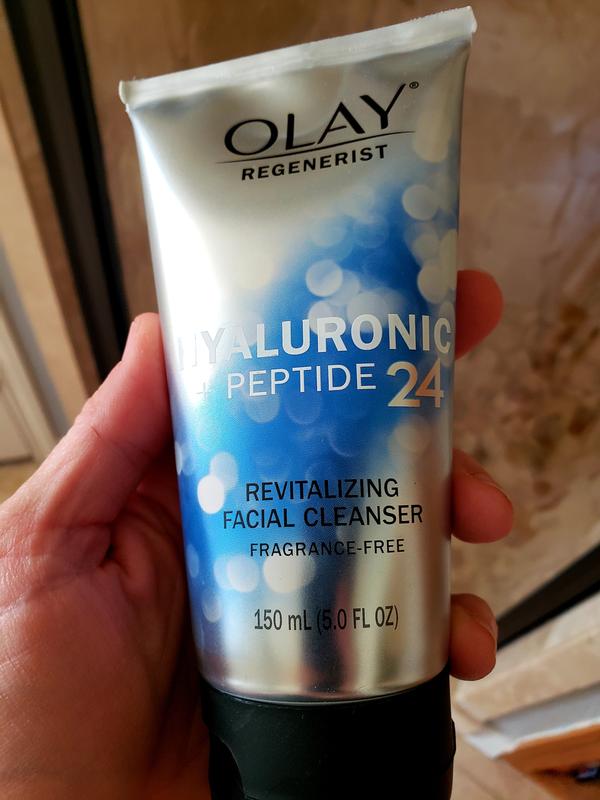 OLAY®
REGENERIST
HYALURONIC
+ PEPTIDE 24
REVITALIZING
FACIAL CLEANSER
FRAGRANCE-FREE
150 mL (5.0 FL OZ)